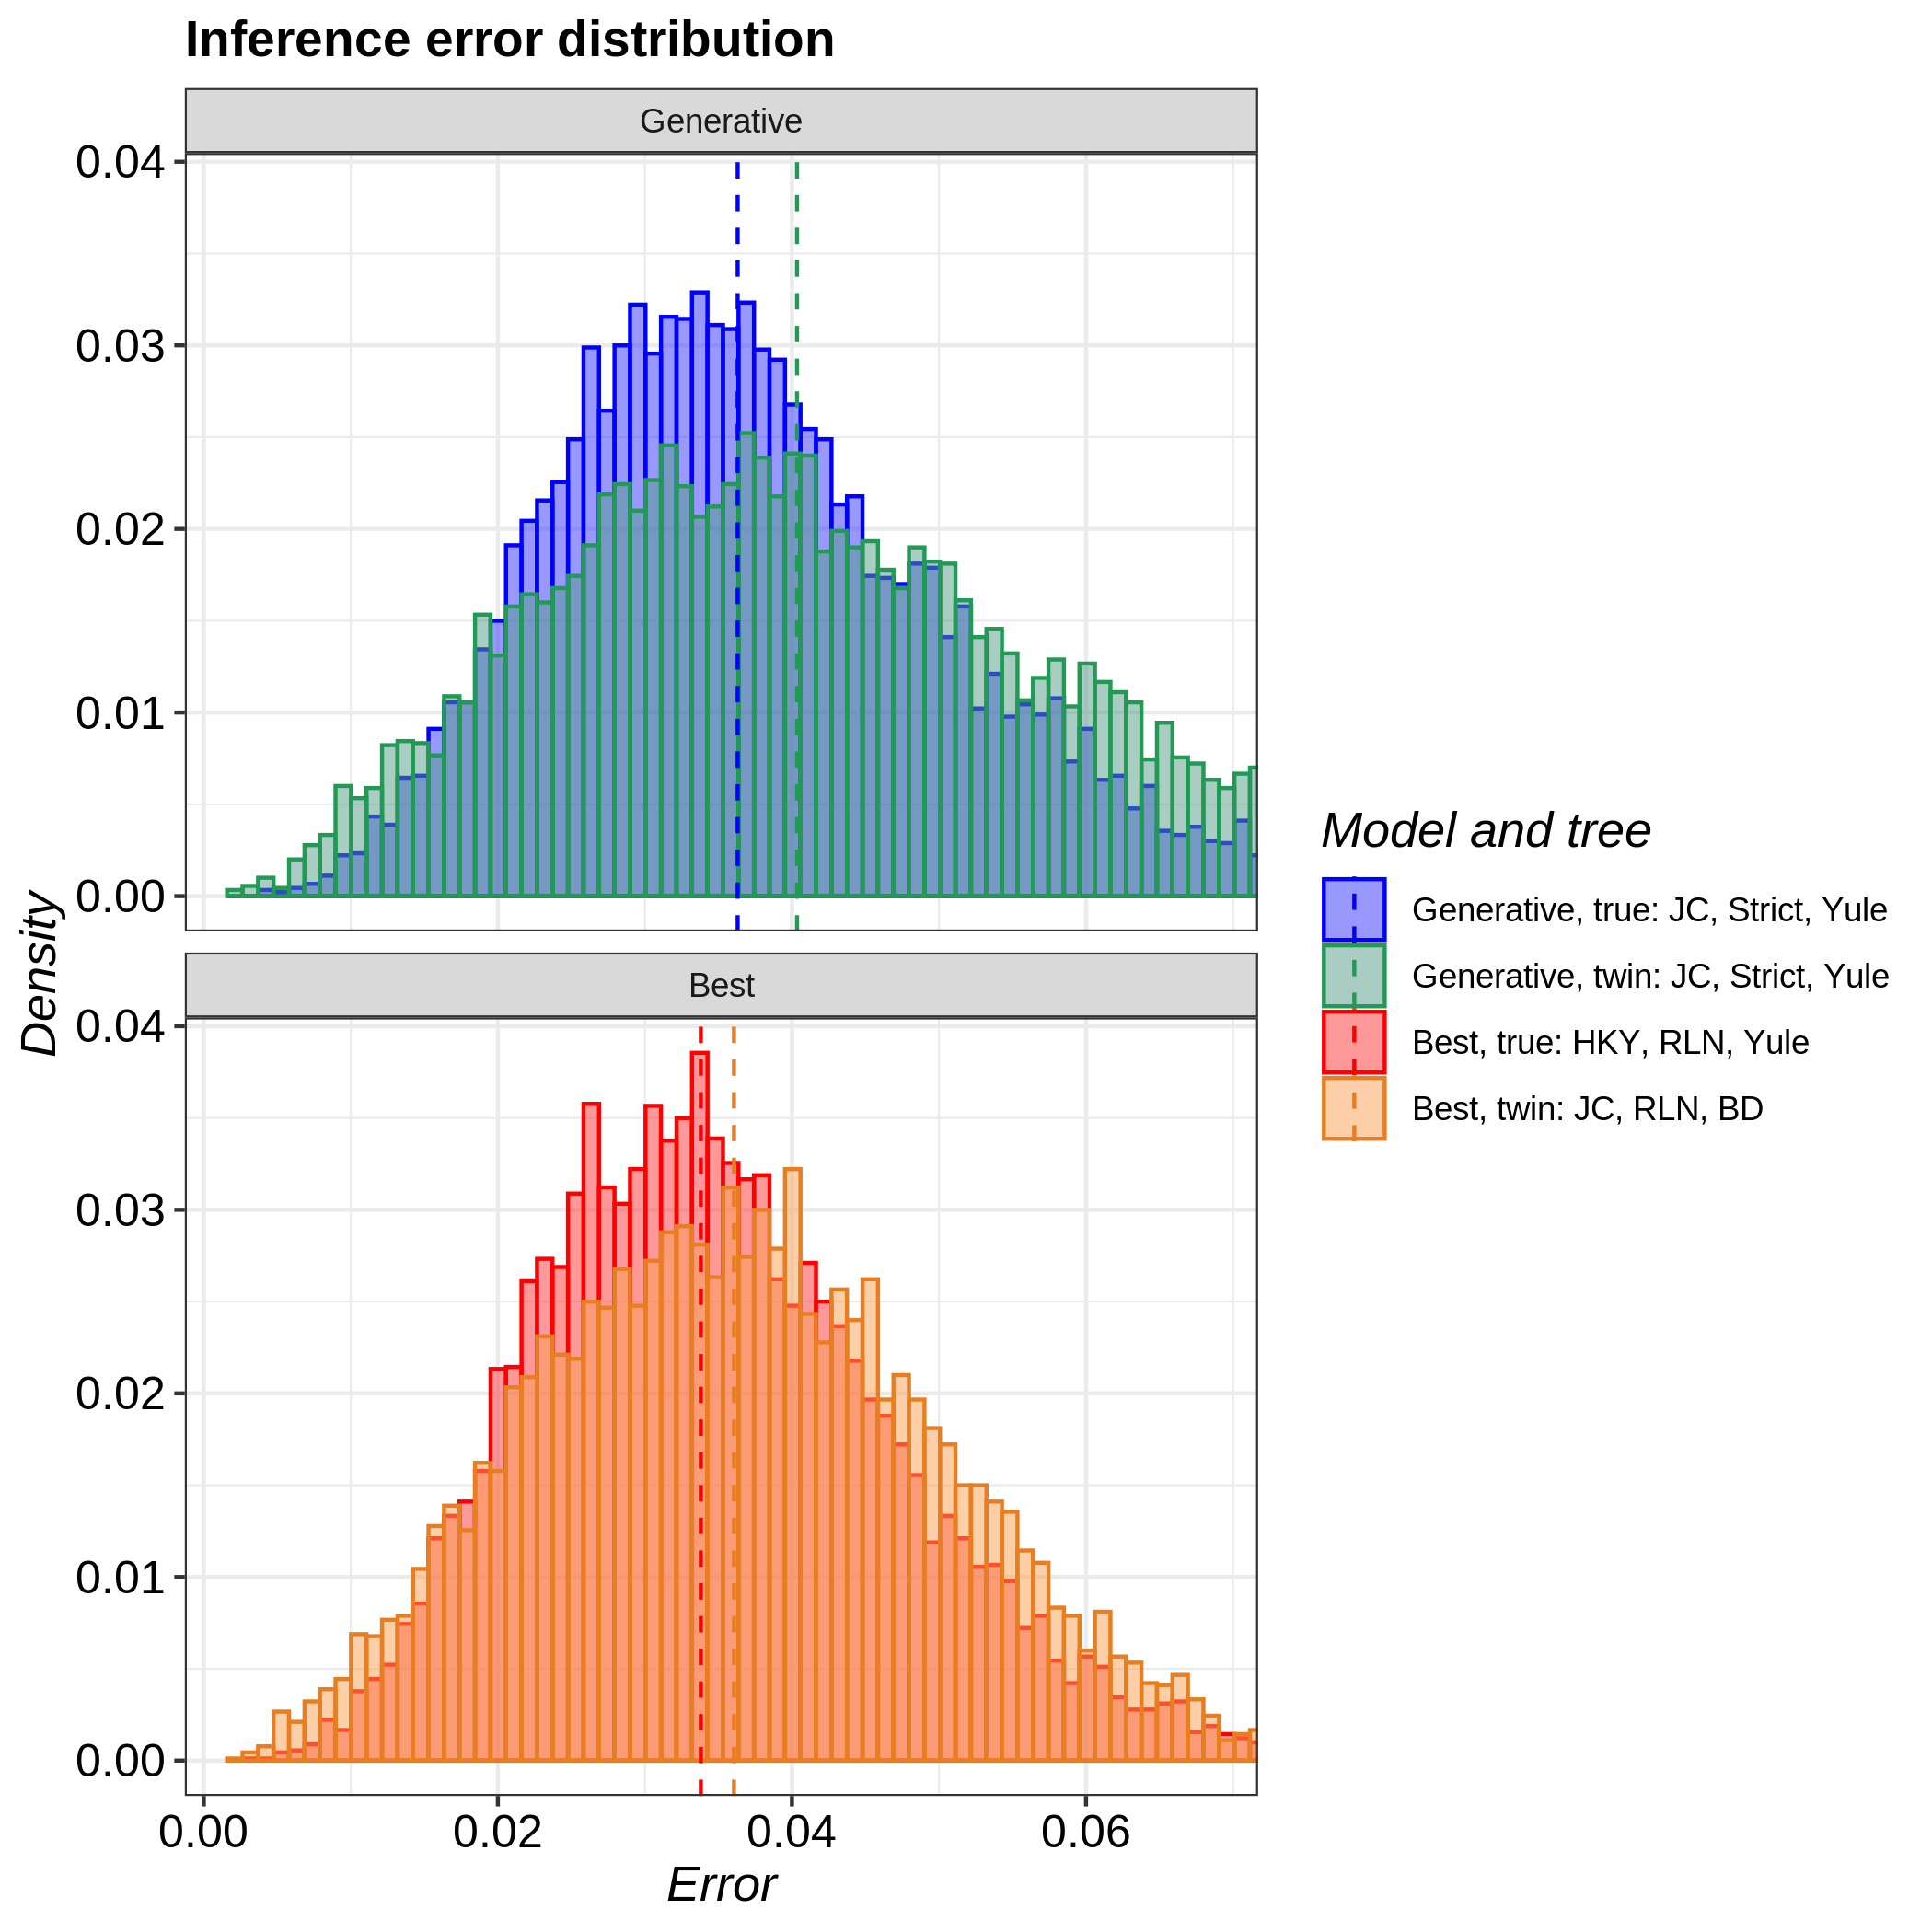 Inference error distribution
Generative
0.04
0.03
0.02
0.01
0.00
Density
Best
0.04
0.03
0.02
0.01
0.00
0.00
0.02
0.04
0.06
Error
Model and tree
Generative, true: JC, Strict, Yule
Generative, twin: JC, Strict, Yule
Best, true: HKY, RLN, Yule
Best, twin: JC, RLN, BD